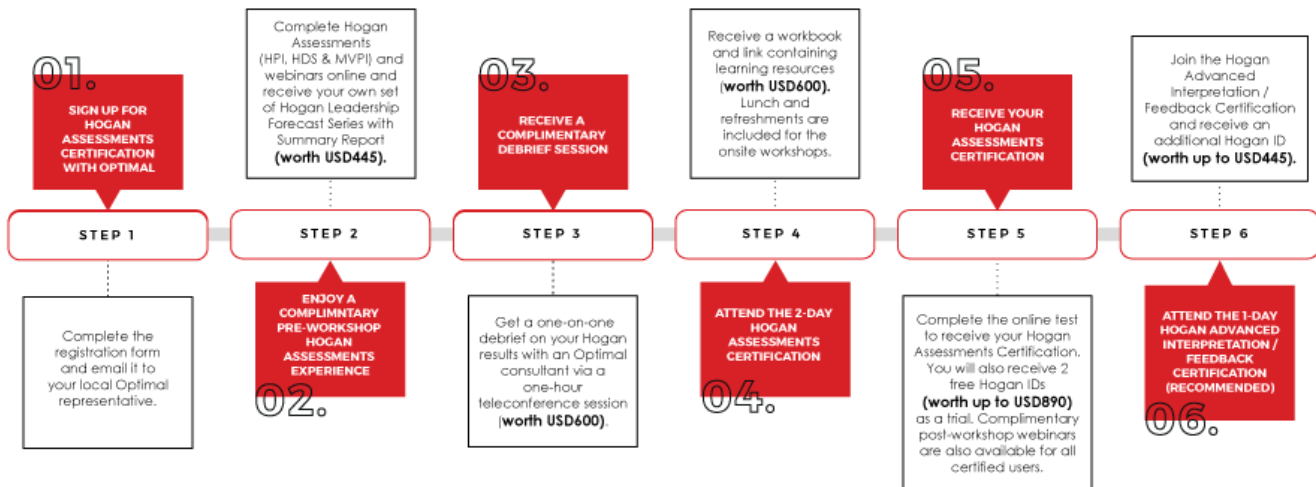 01.
SIGN UP FOR
HOGAN
ASSESSMENTS
CERTIFICATION
WITH OPTIMAL
STEP 1
Complete the
registration form
and email it to
your local Optimal
representative.
Complete Hogan
Assessments
(HPI, HDS & MVPI) and
webinars online and
receive your own set
of Hogan Leadership
Forecast Series with
Summary Report
(worth USD445).
STEP 2
ENJOY A
COMPLIMNTARY
PRE-WORKSHOP
HOGAN
ASSESSMENTS
EXPERIENCE
02.
03.
RECEIVE A
COMPLIMENTARY
DEBRIEF SESSION
STEP 3
Get a one-on-one
debrief on your Hogan
results with an Optimal
consultant via a
one-hour
teleconference session
(worth USD600).
Receive a workbook
and link containing
learning resources
(worth USD600).
Lunch and
refreshments are
included for the
onsite workshops.
STEP 4
ATTEND THE 2-DAY
HOGAN
ASSESSMENTS
CERTIFICATION
04.
05.
RECEIVE YOUR
HOGAN
ASSESSMENTS
CERTIFICATION
STEP 5
Complete the online test
to receive your Hogan
Assessments Certification.
You will also receive 2
free Hogan IDs
(worth up to USD890)
as a trial. Complimentary
post-workshop webinars
are also available for all
certified users.
Join the Hogan
Advanced
Interpretation /
Feedback Certification
and receive an
additional Hogan ID
(worth up to USD445).
STEP 6
ATTEND THE 1-DAY
HOGAN ADVANCED
INTERPRETATION /
FEEDBACK
CERTIFICATION
(RECOMMENDED)
06.